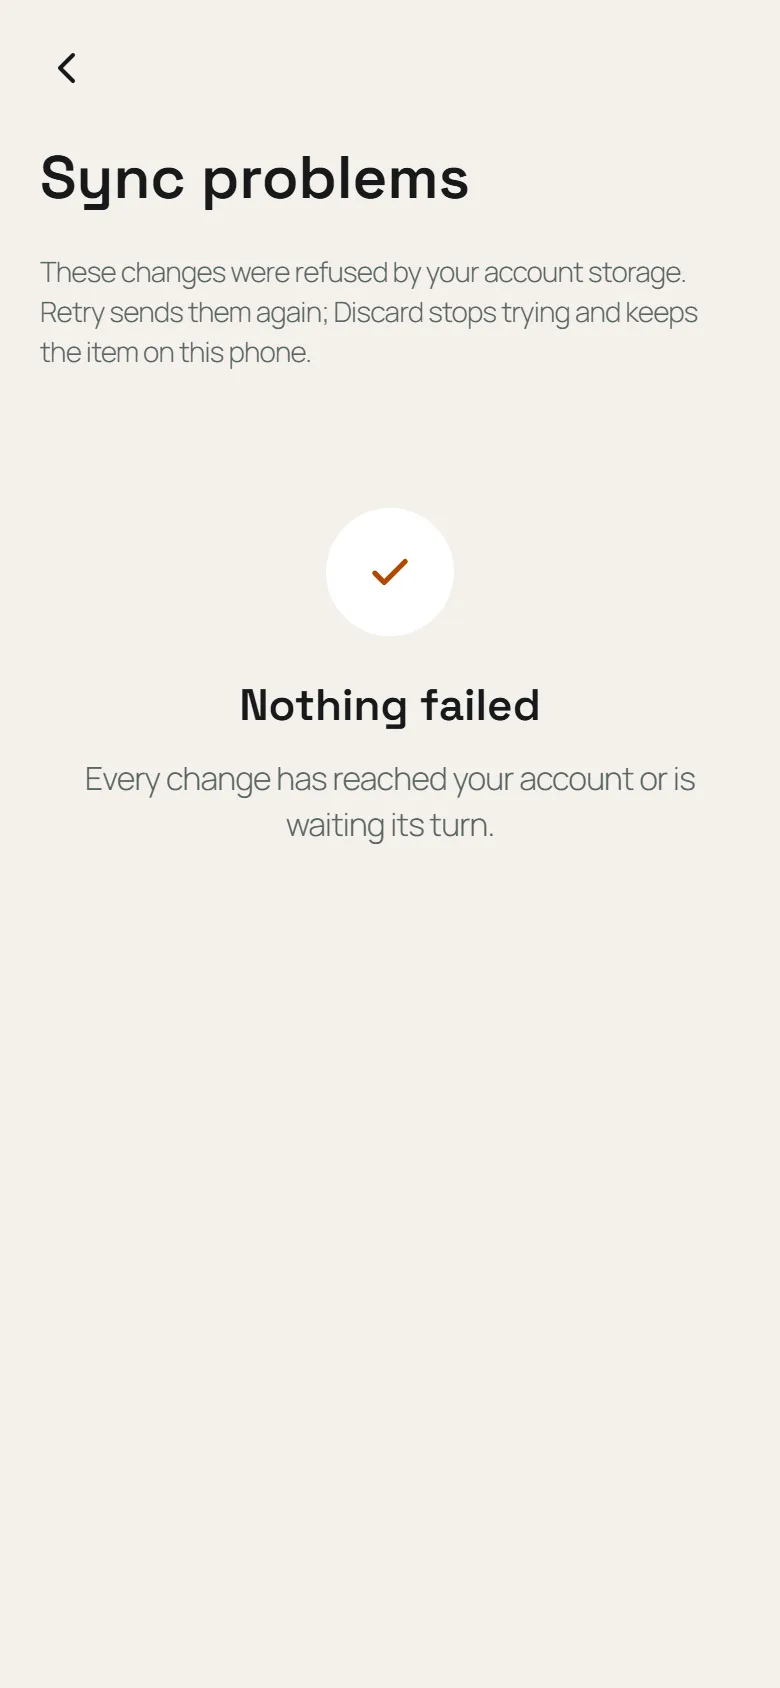 Sync problems
These changes were refused by your account storage.
Retry sends them again; Discard stops trying and keeps
the item on this phone.
Nothing failed
Every change has reached your account or is
waiting its turn.